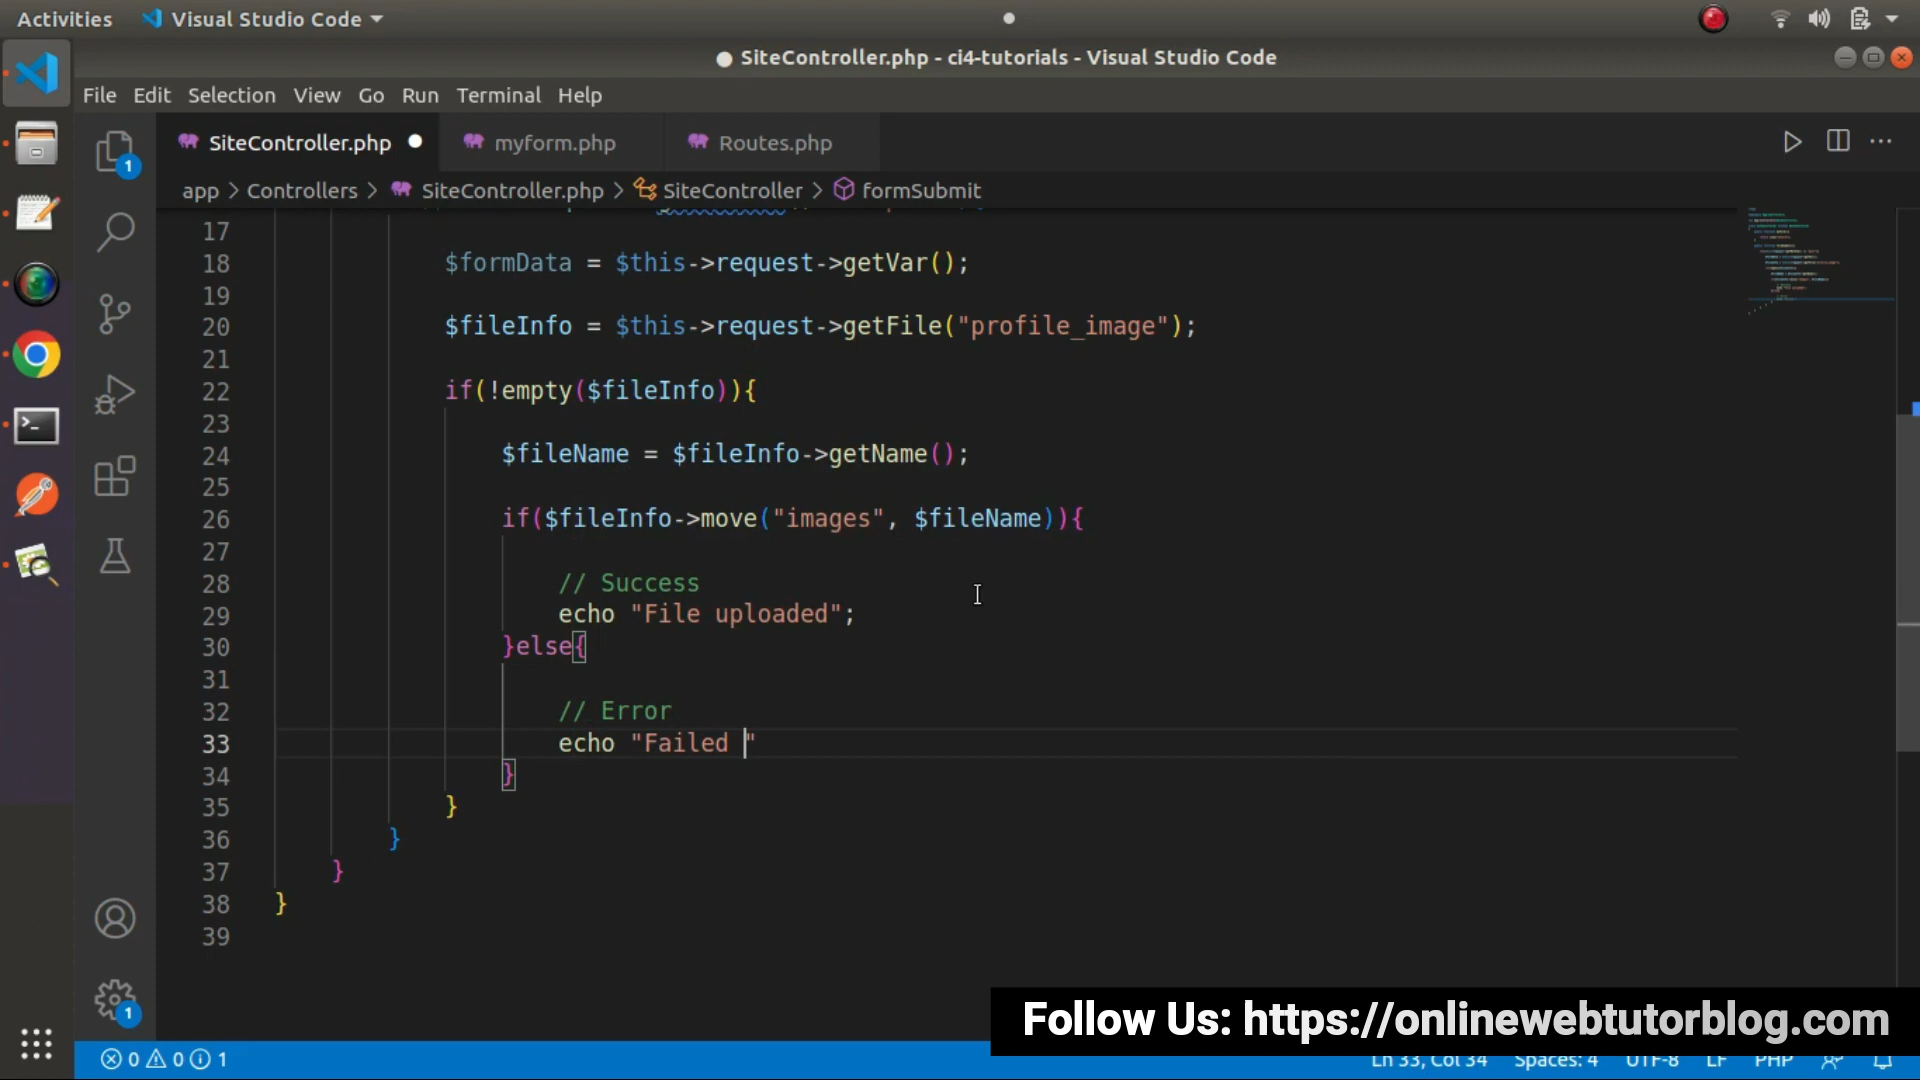 Activities Visual Studio Code
● SiteController.php - ci4-tutorials - Visual Studio Code
File Edit Selection View Go Run Terminal Help
SiteController.php myform.php Routes.php
app > Controllers > SiteController.php > SiteController > formSubmit
17
18 $formData = $this->request->getVar();
19
20 $fileInfo = $this->request->getFile("profile_image");
21
22 if(!empty($fileInfo)){
23
24 $fileName = $fileInfo->getName();
25
26 if($fileInfo->move("images", $fileName)){
27
28 // Success
29 echo "File uploaded";
30 }else{
31
32 // Error
33 echo "Failed "
34 }
35 }
36 }
37 }
38 }
39
1
1
Follow Us: https://onlinewebtutorblog.com
0 0 1 Ln 33, Col 34 Spaces: 4 UTF-8 LF PHP